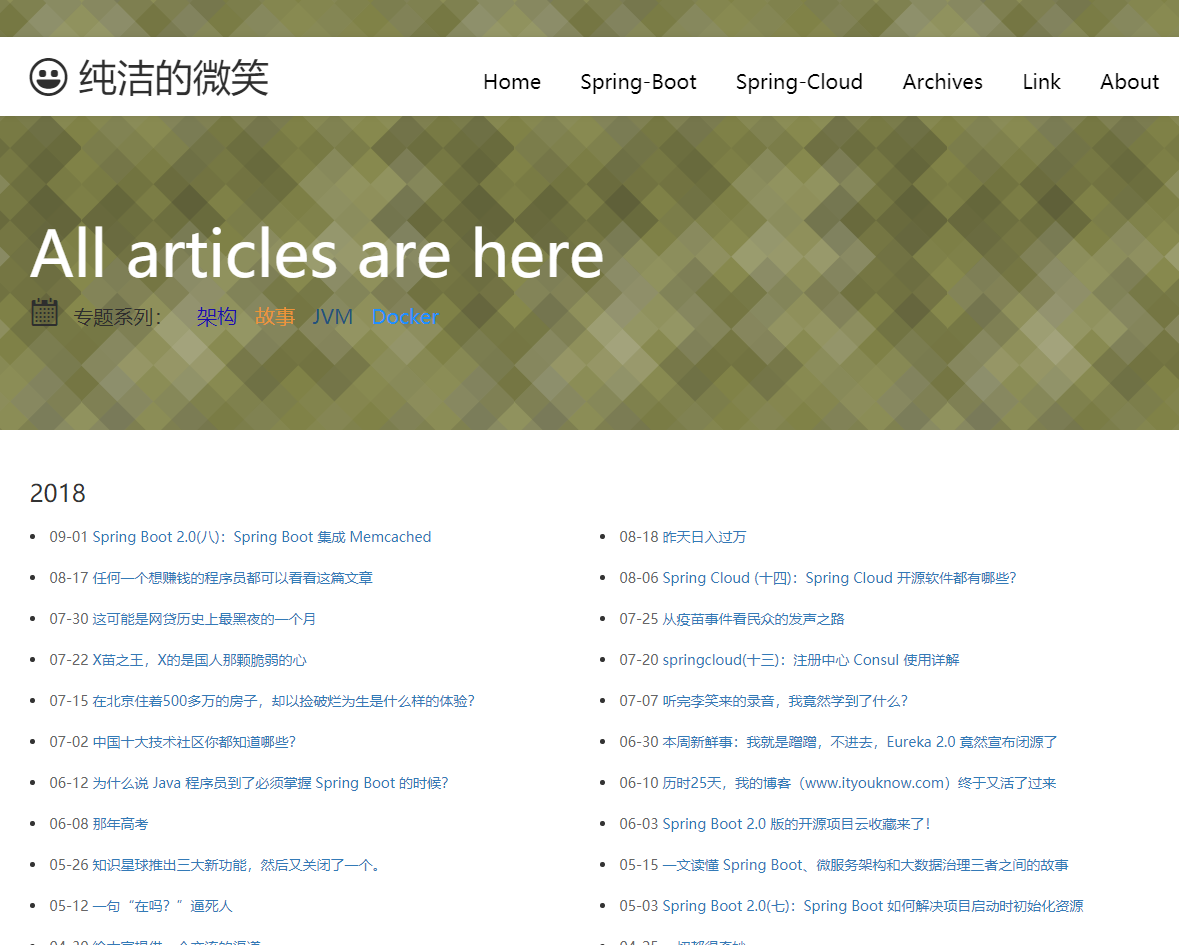 纯洁的微笑
Home Spring-Boot Spring-Cloud Archives Link About
All articles are here
专题系列： 架构 故事 JVM Docker
2018
09-01 Spring Boot 2.0(八)：Spring Boot 集成 Memcached
08-18 昨天日入过万
08-17 任何一个想赚钱的程序员都可以看看这篇文章
08-06 Spring Cloud (十四)：Spring Cloud 开源软件都有哪些？
07-30 这可能是网贷历史上最黑夜的一个月
07-25 从疫苗事件看民众的发声之路
07-22 X苗之王，X的是国人那颗脆弱的心
07-20 springcloud(十三)：注册中心 Consul 使用详解
07-15 在北京住着500多万的房子，却以捡破烂为生是什么样的体验？
07-07 听完李笑来的录音，我竟然学到了什么？
07-02 中国十大技术社区你都知道哪些？
06-30 本周新鲜事：我就是蹭蹭，不进去，Eureka 2.0 竟然宣布闭源了
06-12 为什么说 Java 程序员到了必须掌握 Spring Boot 的时候？
06-10 历时25天，我的博客（www.ityouknow.com）终于又活了过来
06-08 那年高考
06-03 Spring Boot 2.0 版的开源项目云收藏来了！
05-26 知识星球推出三大新功能，然后又关闭了一个。
05-15 一文读懂 Spring Boot、微服务架构和大数据治理三者之间的故事
05-12 一句“在吗？”逼死人
05-03 Spring Boot 2.0(七)：Spring Boot 如何解决项目启动时初始化资源